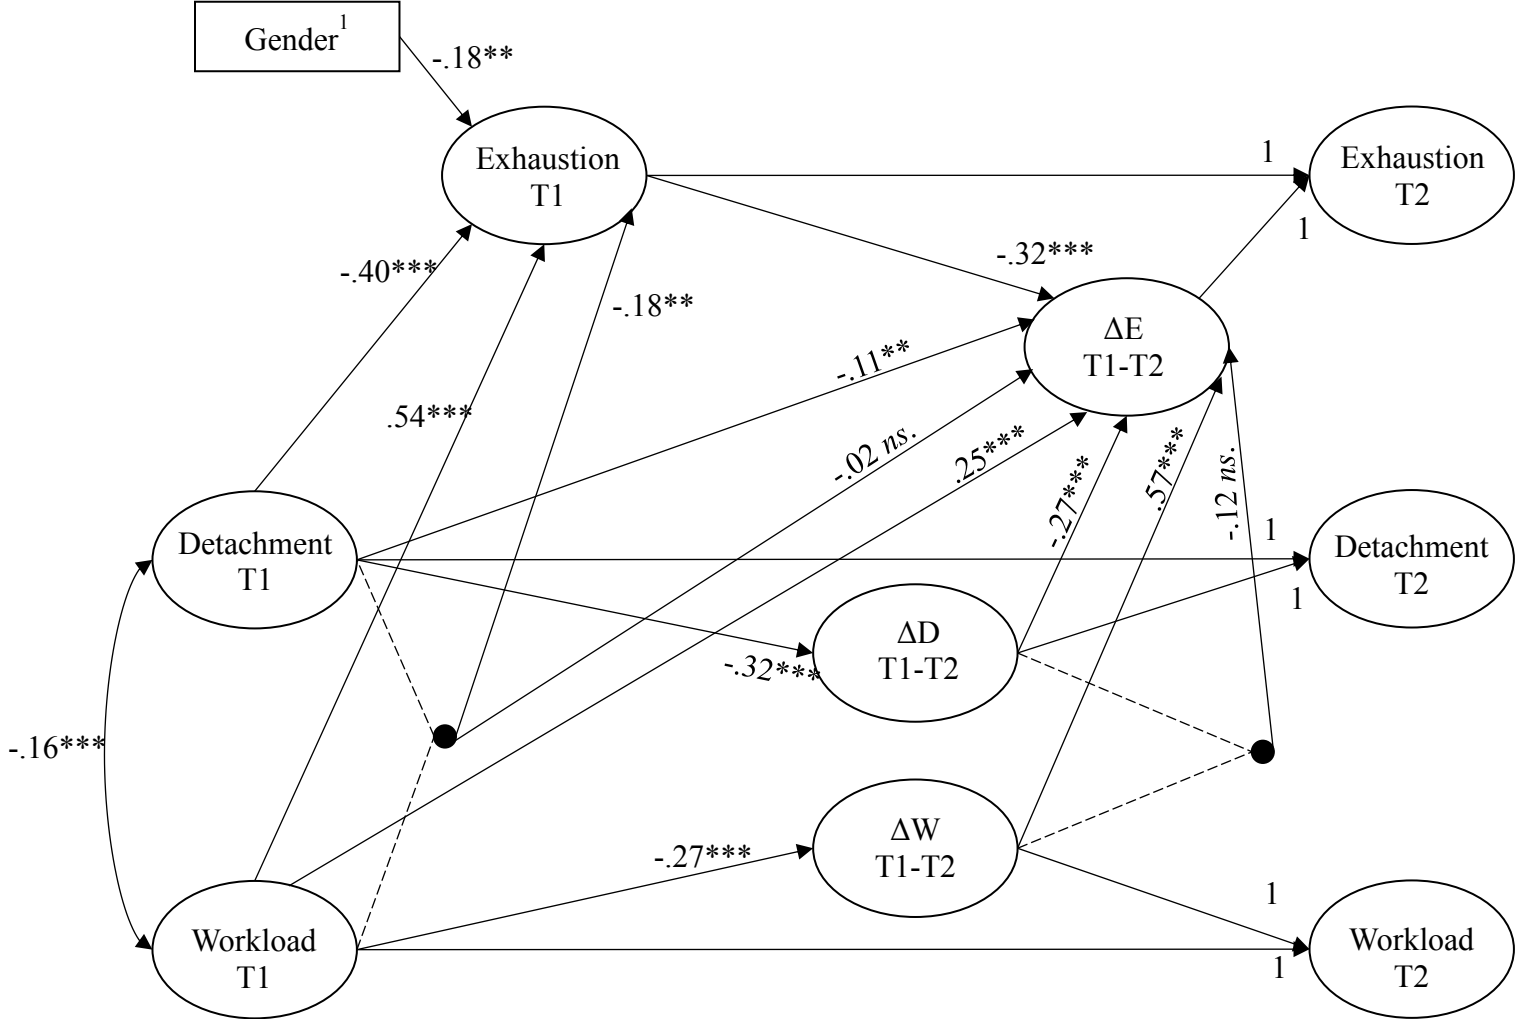 Gender1
-.18**
Exhaustion
T1
1
Exhaustion
T2
1
-.32***
-.40***
-.18**
ΔE
T1-T2
-.11**
.54***
-.02 ns.
.25***
-.27***
.57***
-.12 ns.
Detachment
T1
1
Detachment
T2
1
ΔD
T1-T2
-.32***
-.16***
ΔW
T1-T2
-.27***
1
Workload
T1
Workload
T2
1